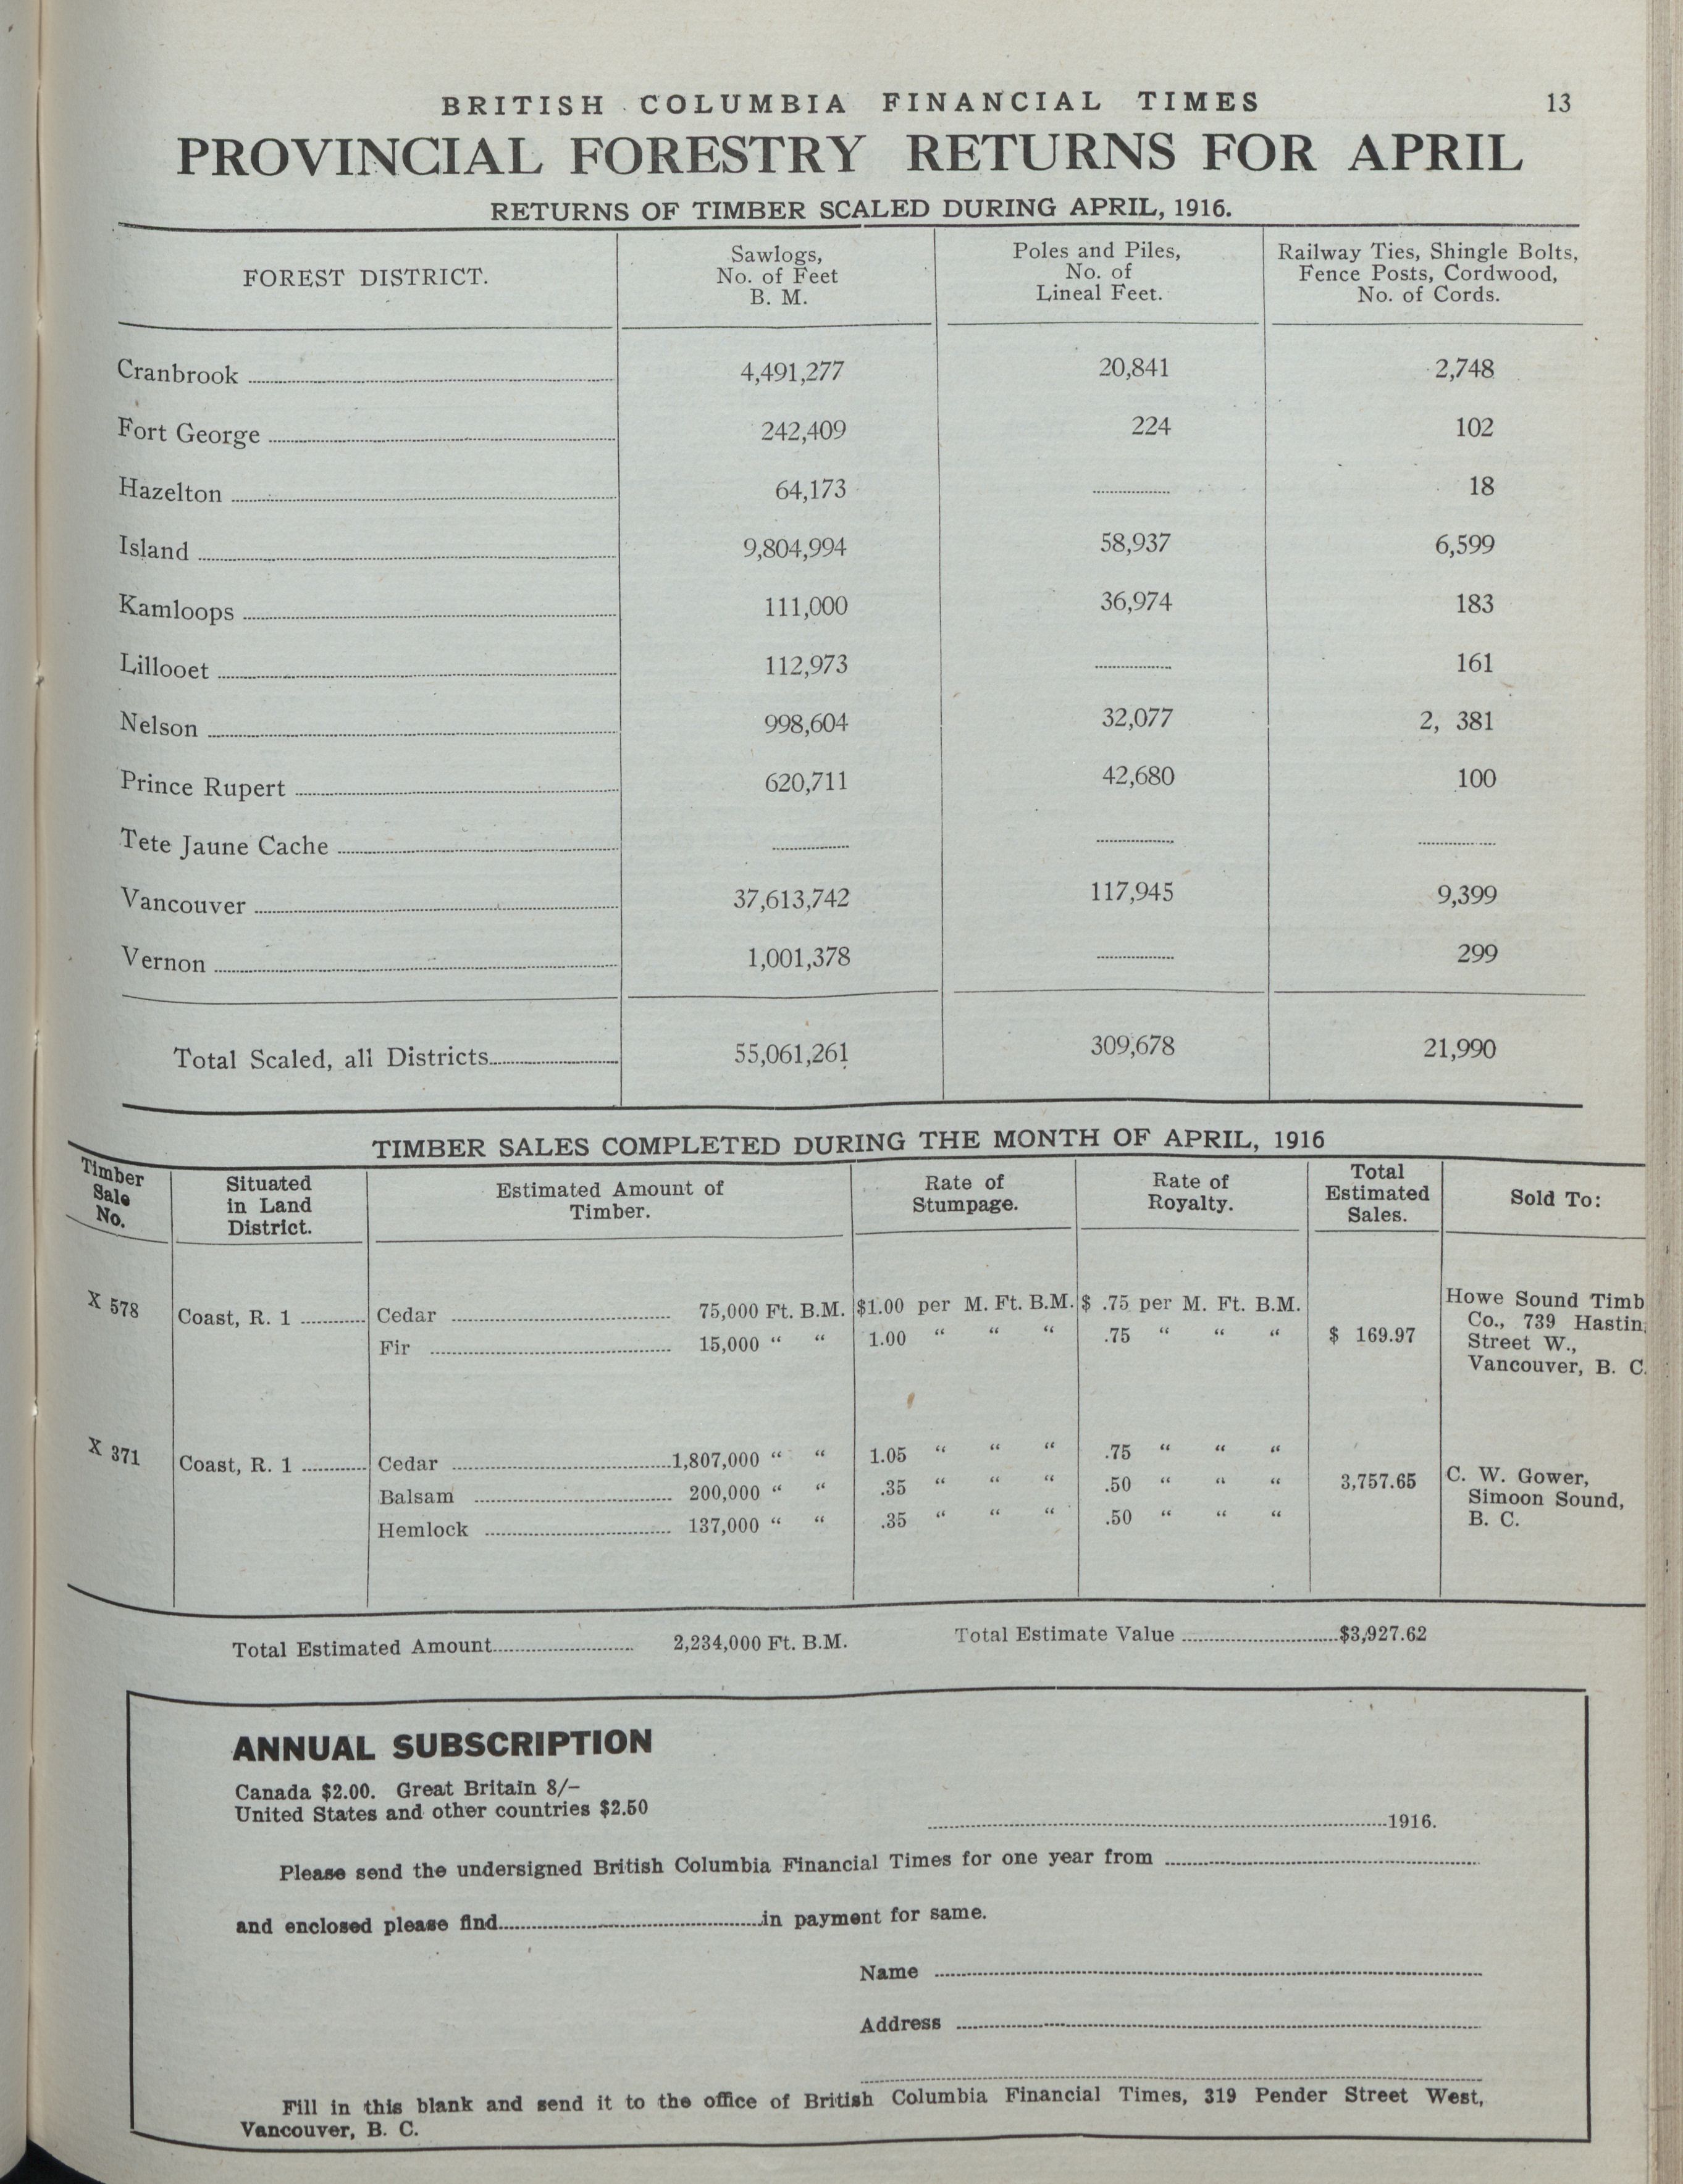 BRITISH COLUMBIA FINANCIAL TIMES 13
PROVINCIAL FORESTRY RETURNS FOR APRIL
RETURNS OF TIMBER SCALED DURING APRIL, 1916.
FOREST DISTRICT. Sawlogs, No. of Feet B. M. Poles and Piles, No. of Lineal Feet. Railway Ties, Shingle Bolts, Fence Posts, Cordwood, No. of Cords.
Cranbrook 4,491,277 20,841 2,748
Fort George 242,409 224 102
Hazelton 64,173 18
Island 9,804,994 58,937 6,599
Kamloops 111,000 36,974 183
Lillooet 112,973 161
Nelson 998,604 32,077 2, 381
Prince Rupert 620,711 42,680 100
Tete Jaune Cache
Vancouver 37,613,742 117,945 9,399
Vernon 1,001,378 299
Total Scaled, all Districts 55,061,261 309,678 21,990
TIMBER SALES COMPLETED DURING THE MONTH OF APRIL, 1916
Timber Sale No. Situated in Land District. Estimated Amount of Timber. Rate of Stumpage. Rate of Royalty. Total Estimated Sales. Sold To:
X 578 Coast, R. 1 Cedar 75,000 Ft. B.M. $1.00 per M. Ft. B.M. $ .75 per M. Ft. B.M. Howe Sound Timb
Fir 15,000 “ “ 1.00 “ “ “ .75 “ “ “ $ 169.97 Co., 739 Hastin
Street W.,
Vancouver, B. C.
X 371 Coast, R. 1 Cedar 1,807,000 “ “ 1.05 “ “ “ .75 “ “ “
Balsam 200,000 “ “ .35 “ “ “ .50 “ “ “ 3,757.65 C. W. Gower,
Simoon Sound,
Hemlock 137,000 “ “ .35 “ “ “ .50 “ “ “ B. C.
Total Estimated Amount 2,234,000 Ft. B.M. Total Estimate Value $3,927.62
ANNUAL SUBSCRIPTION
Canada $2.00. Great Britain 8/–
United States and other countries $2.50
1916.
Please send the undersigned British Columbia Financial Times for one year from
and enclosed please find in payment for same.
Name
Address
Fill in this blank and send it to the office of British Columbia Financial Times, 319 Pender Street West,
Vancouver, B. C.